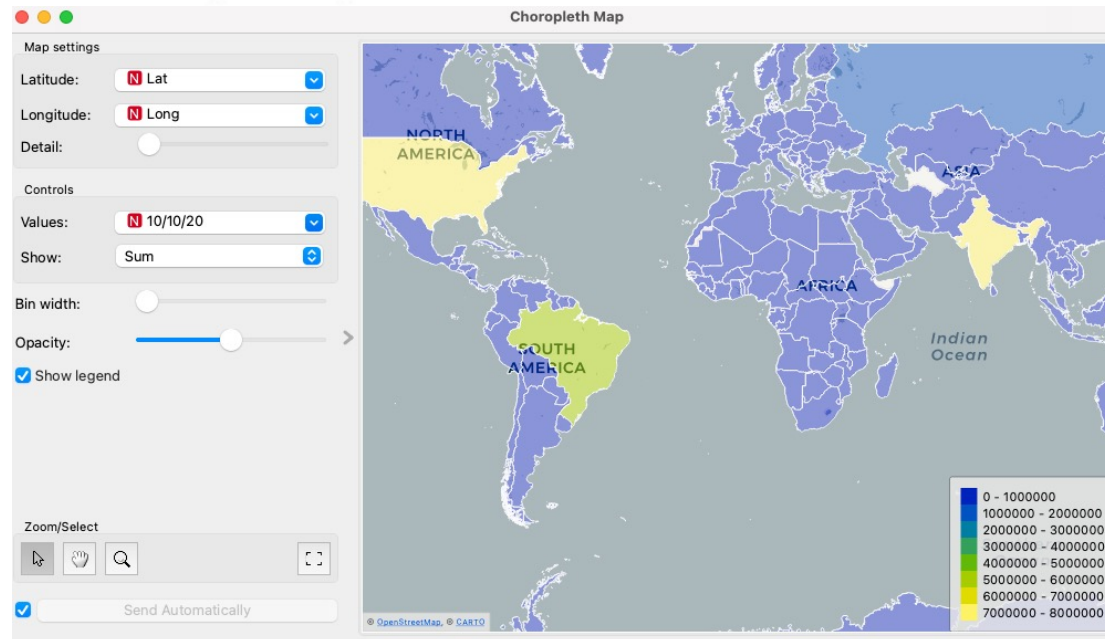 Choropleth Map
Map settings
Latitude: N Lat
Longitude: N Long
Detail:
Controls
Values: N 10/10/20
Show: Sum
Bin width:
Opacity:
Show legend
Zoom/Select
Send Automatically
NORTH
AMERICA
ASIA
AFRICA
SOUTH
AMERICA
Indian
Ocean
0 - 1000000
1000000 - 2000000
2000000 - 3000000
3000000 - 4000000
4000000 - 5000000
5000000 - 6000000
6000000 - 7000000
7000000 - 8000000
© OpenStreetMap, © CARTO